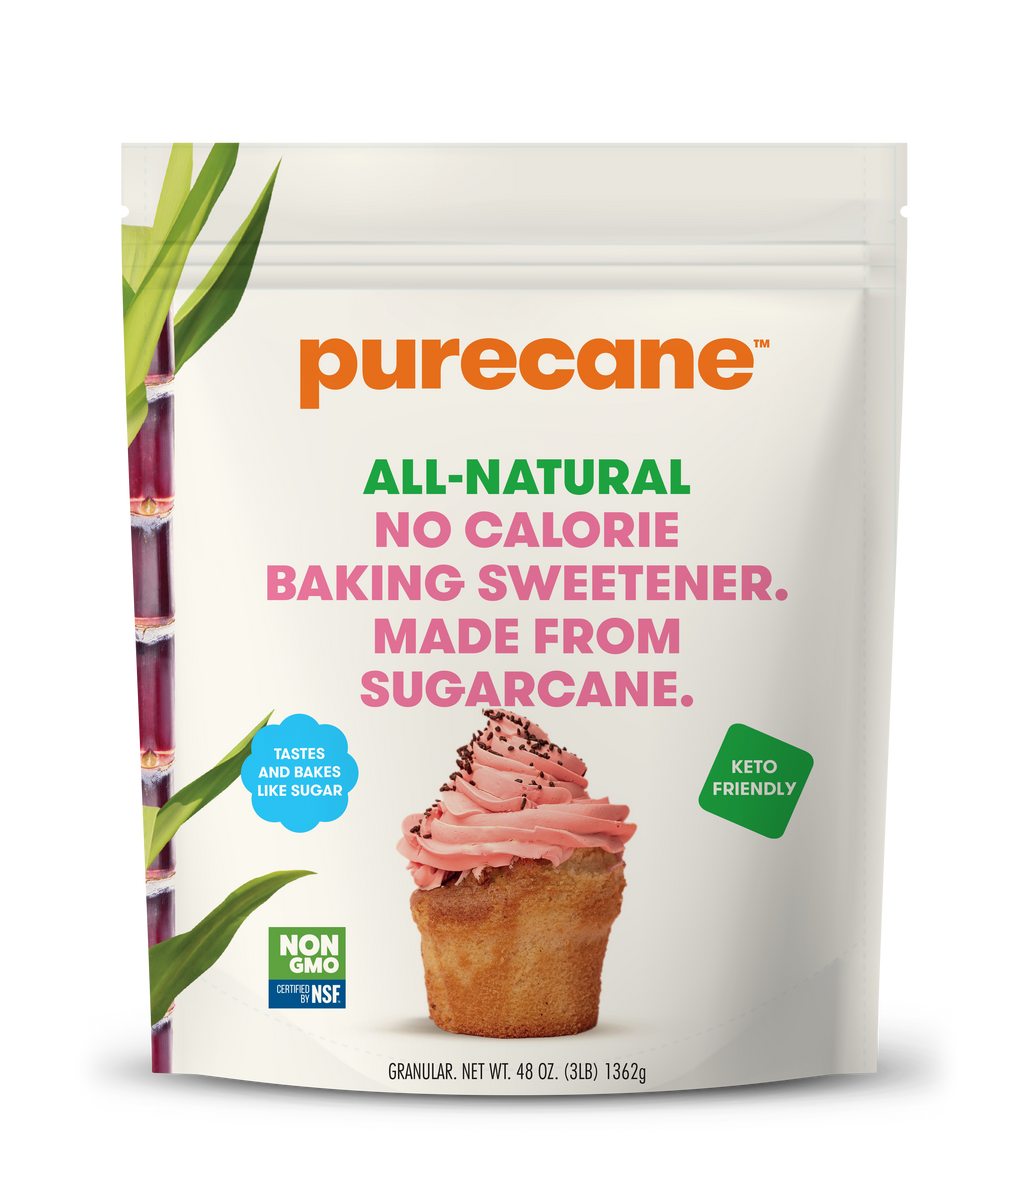 purecane™
ALL-NATURAL
NO CALORIE
BAKING SWEETENER.
MADE FROM
SUGARCANE.
TASTES
AND BAKES
LIKE SUGAR
KETO
FRIENDLY
NON
GMO
CERTIFIED
BY NSF.
GRANULAR. NET WT. 48 OZ. (3LB) 1362g